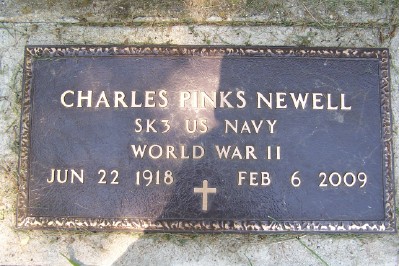 CHARLES PINKS NEWELL
SK3 US NAVY
WORLD WAR II
JUN 22 1918 FEB 6 2009